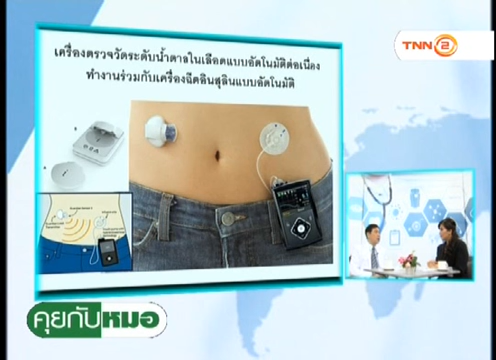 TNN 2
เครื่องตรวจวัดระดับน้ำตาลในเลือดแบบอัตโนมัติต่อเนื่อง
ทำงานร่วมกับเครื่องฉีดอินสุลินแบบอัตโนมัติ
คุยกับหมอ